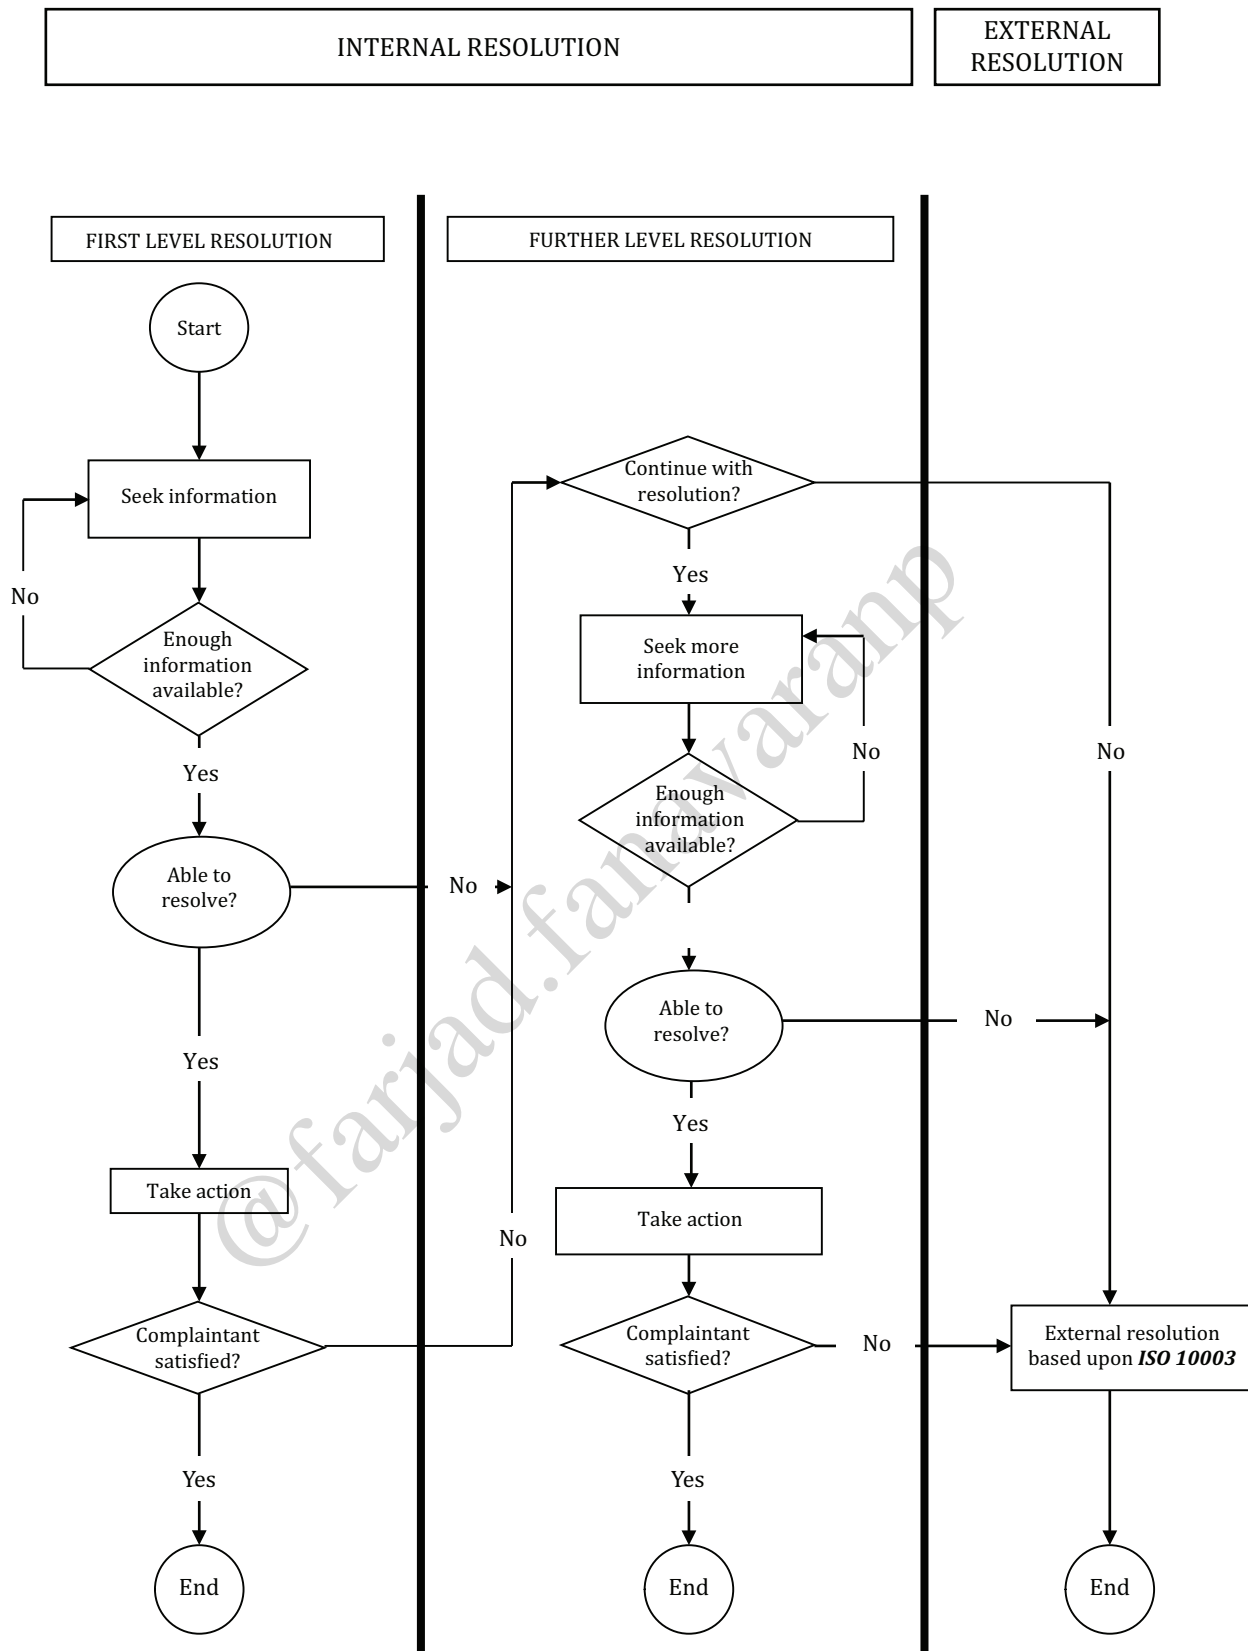 INTERNAL RESOLUTION
EXTERNAL
RESOLUTION
FIRST LEVEL RESOLUTION
FURTHER LEVEL RESOLUTION
Start
Seek information
No
Enough
information
available?
Yes
Able to
resolve?
No
Yes
Take action
No
Complaintant
satisfied?
Yes
End
Continue with
resolution?
Yes
Seek more
information
No
Enough
information
available?
Able to
resolve?
No
Yes
Take action
Complaintant
satisfied?
No
Yes
End
No
External resolution
based upon ISO 10003
End
@farjad.fanavaranp